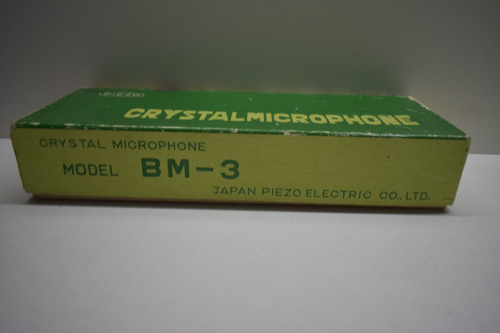 PIEZO
CRYSTAL MICROPHONE
CRYSTAL MICROPHONE
MODEL BM-3
JAPAN PIEZO ELECTRIC CO., LTD.